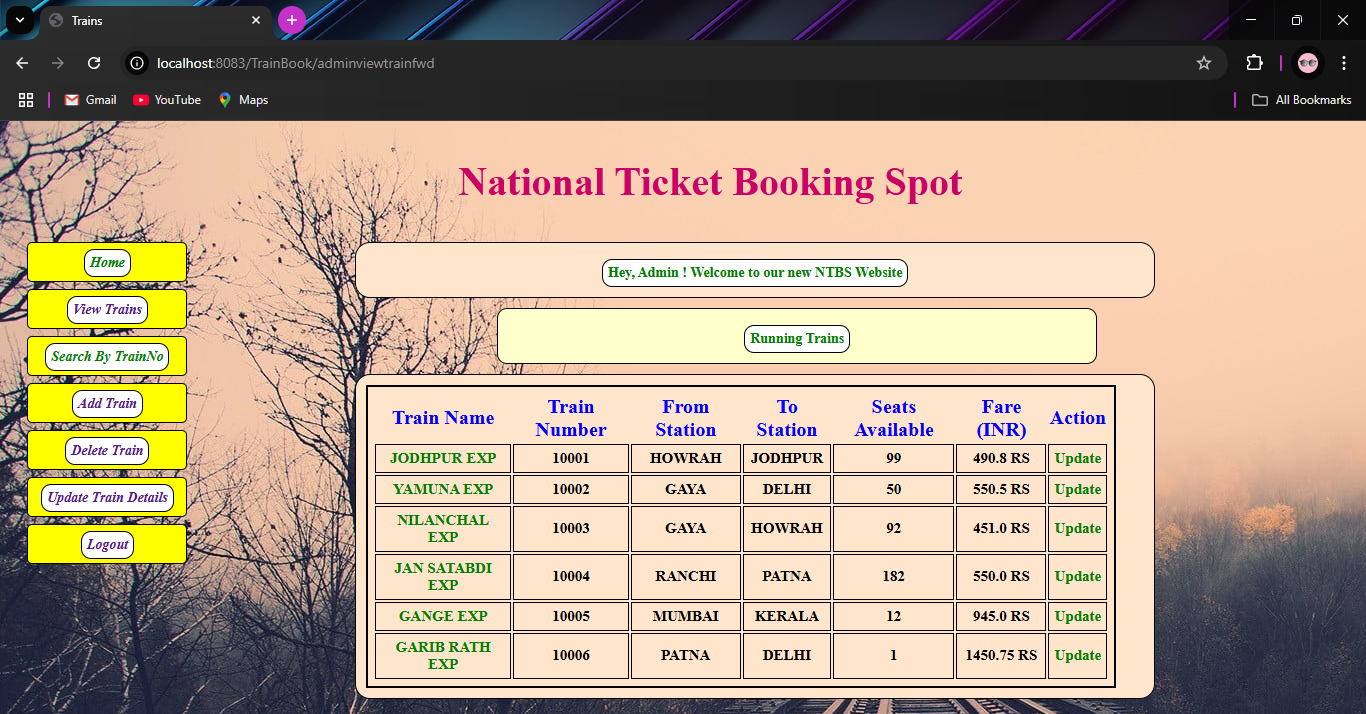 Trains
localhost:8083/TrainBook/adminviewtrainfwd
Gmail YouTube Maps All Bookmarks
National Ticket Booking Spot
Home
View Trains
Search By TrainNo
Add Train
Delete Train
Update Train Details
Logout
Hey, Admin ! Welcome to our new NTBS Website
Running Trains
Train Name Train Number From Station To Station Seats Available Fare (INR) Action
JODHPUR EXP 10001 HOWRAH JODHPUR 99 490.8 RS Update
YAMUNA EXP 10002 GAYA DELHI 50 550.5 RS Update
NILANCHAL EXP 10003 GAYA HOWRAH 92 451.0 RS Update
JAN SATABDI EXP 10004 RANCHI PATNA 182 550.0 RS Update
GANGE EXP 10005 MUMBAI KERALA 12 945.0 RS Update
GARIB RATH EXP 10006 PATNA DELHI 1 1450.75 RS Update